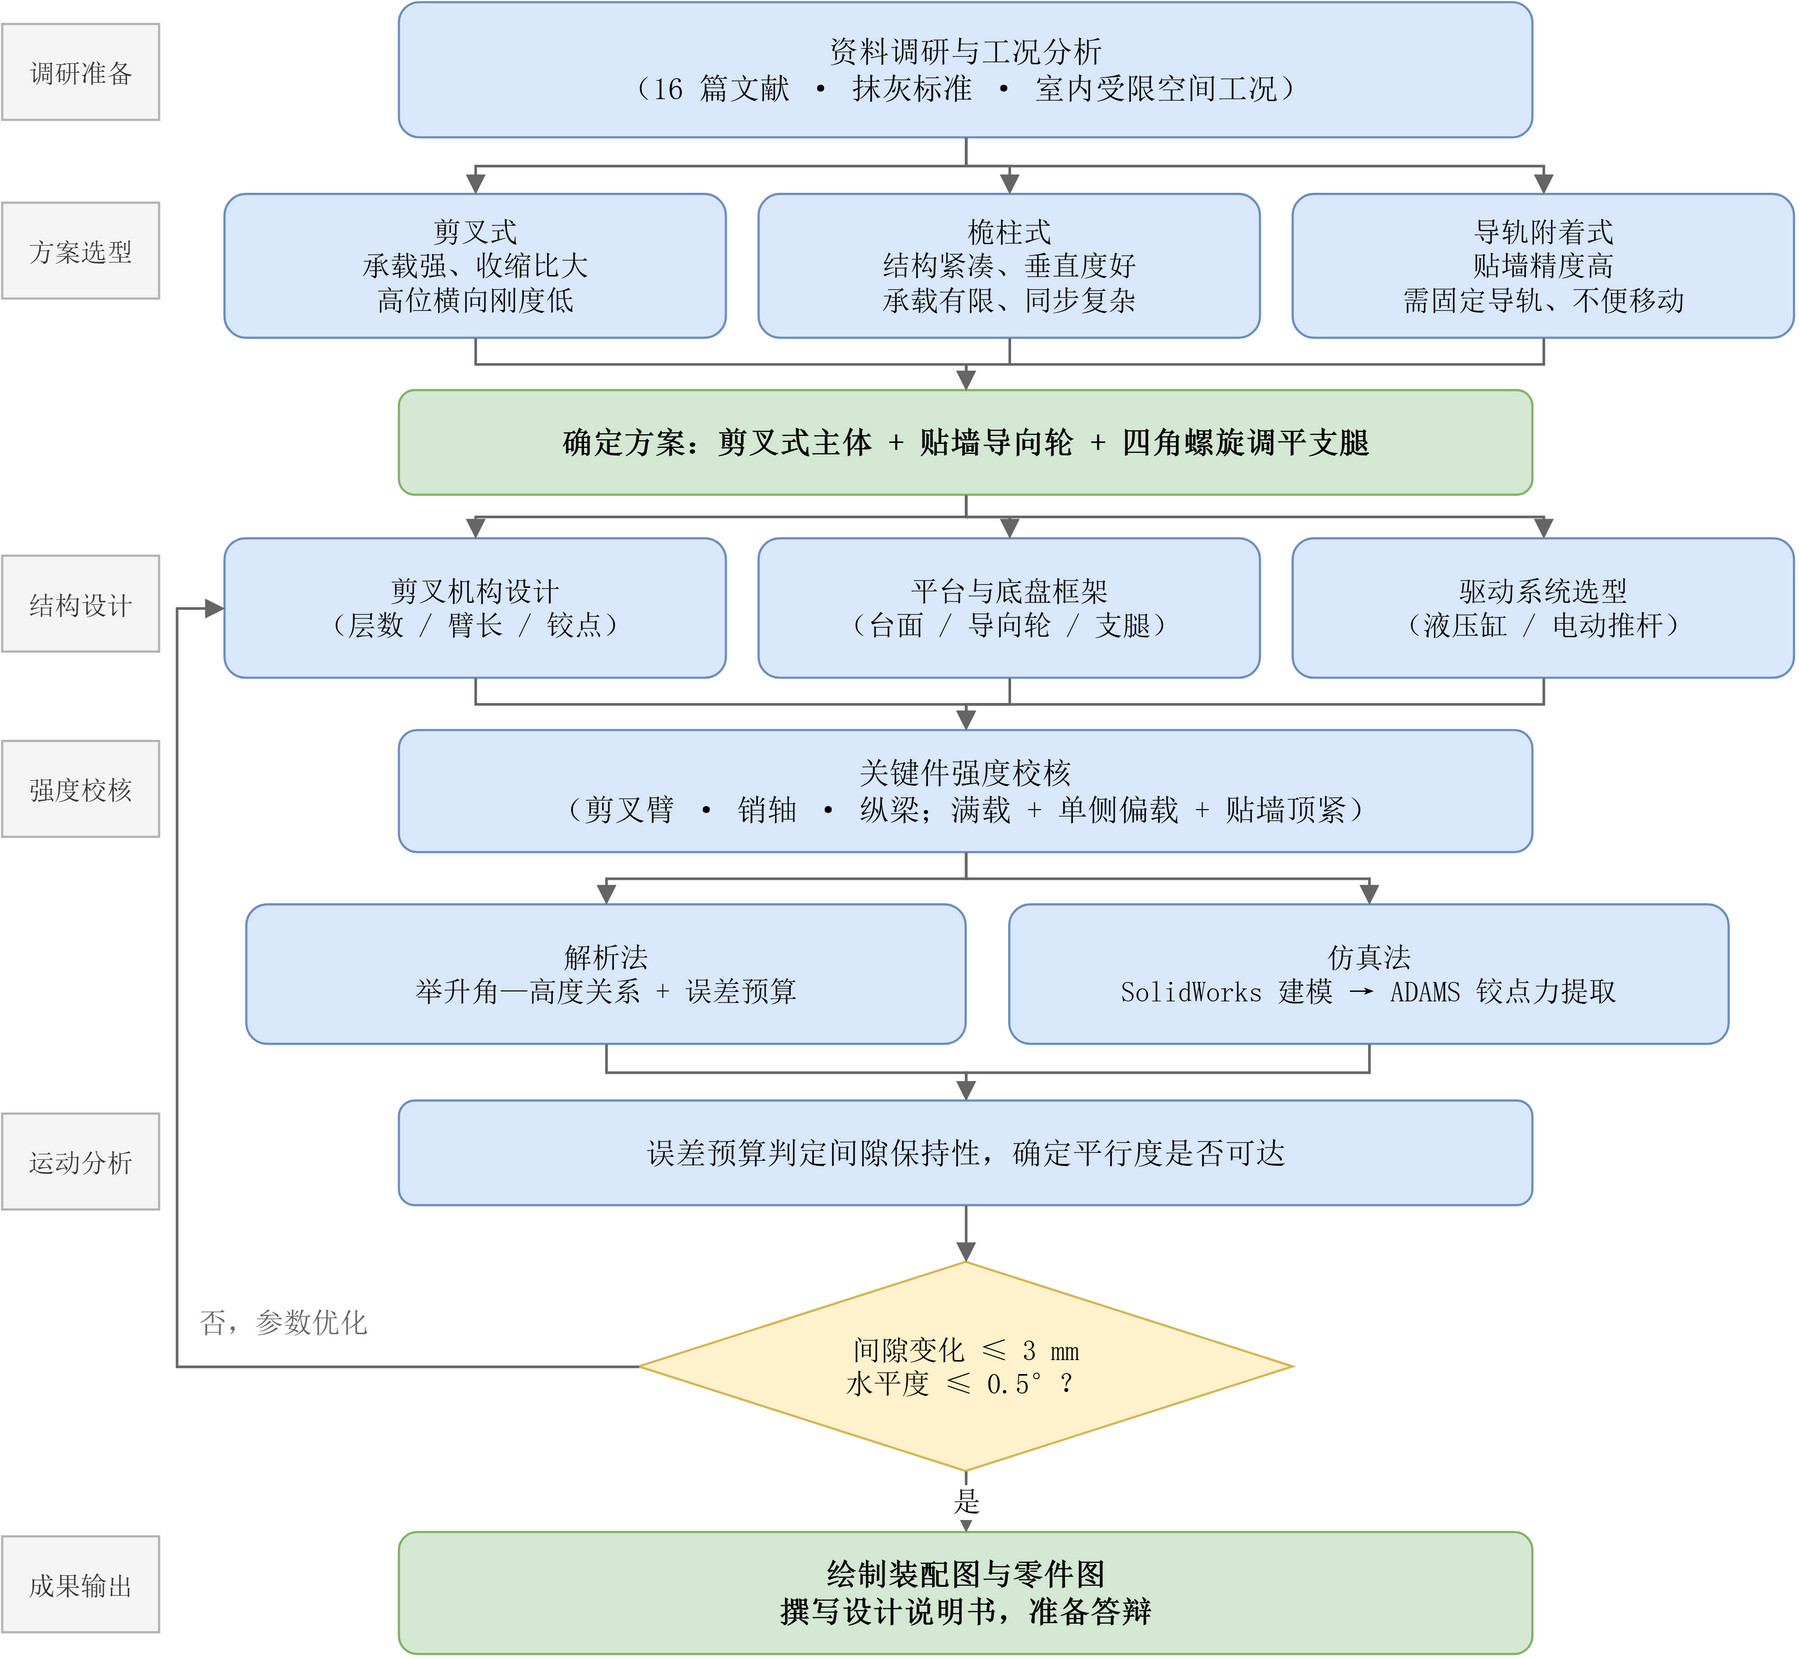 调研准备
资料调研与工况分析
（16 篇文献 • 抹灰标准 • 室内受限空间工况）
方案选型
剪叉式
承载强、收缩比大
高位横向刚度低
桅柱式
结构紧凑、垂直度好
承载有限、同步复杂
导轨附着式
贴墙精度高
需固定导轨、不便移动
确定方案：剪叉式主体 + 贴墙导向轮 + 四角螺旋调平支腿
结构设计
剪叉机构设计
（层数 / 臂长 / 铰点）
平台与底盘框架
（台面 / 导向轮 / 支腿）
驱动系统选型
（液压缸 / 电动推杆）
强度校核
关键件强度校核
（剪叉臂 • 销轴 • 纵梁；满载 + 单侧偏载 + 贴墙顶紧）
解析法
举升角—高度关系 + 误差预算
仿真法
SolidWorks 建模 → ADAMS 铰点力提取
运动分析
误差预算判定间隙保持性，确定平行度是否可达
否，参数优化
间隙变化 ≤ 3 mm
水平度 ≤ 0.5°？
是
成果输出
绘制装配图与零件图
撰写设计说明书，准备答辩